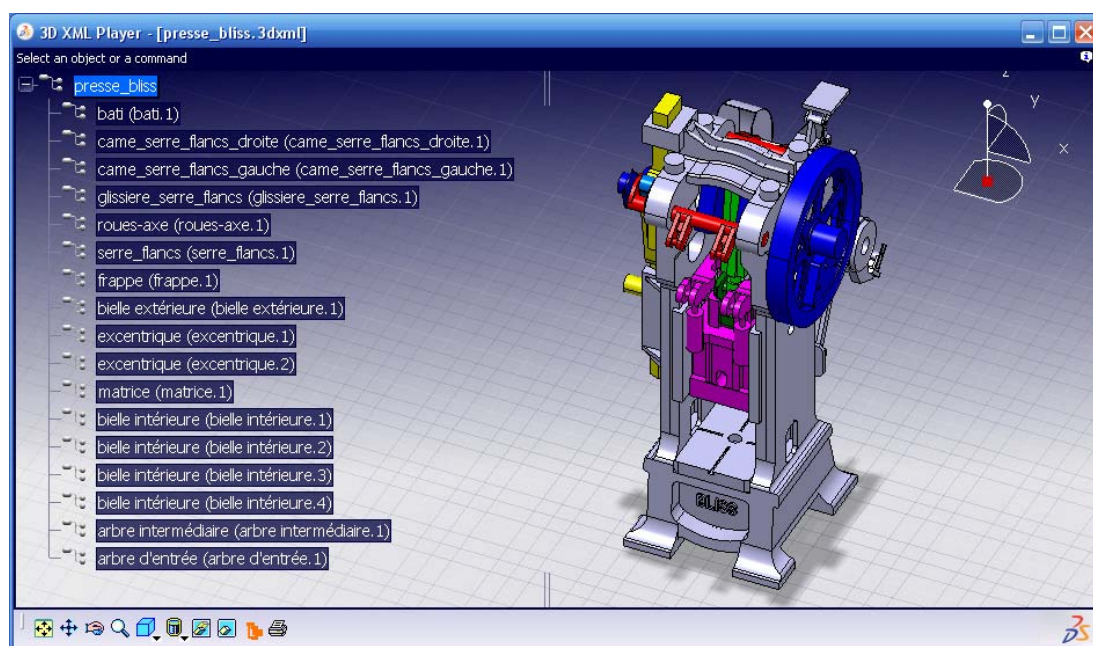 3D XML Player - [presse_bliss.3dxml]
Select an object or a command
presse_bliss
bati (bati.1)
came_serre_flancs_droite (came_serre_flancs_droite.1)
came_serre_flancs_gauche (came_serre_flancs_gauche.1)
glissiere_serre_flancs (glissiere_serre_flancs.1)
roues-axe (roues-axe.1)
serre_flancs (serre_flancs.1)
frappe (frappe.1)
bielle extérieure (bielle extérieure.1)
excentrique (excentrique.1)
excentrique (excentrique.2)
matrice (matrice.1)
bielle intérieure (bielle intérieure.1)
bielle intérieure (bielle intérieure.2)
bielle intérieure (bielle intérieure.3)
bielle intérieure (bielle intérieure.4)
arbre intermédiaire (arbre intermédiaire.1)
arbre d'entrée (arbre d'entrée.1)
z
y
x
BLISS